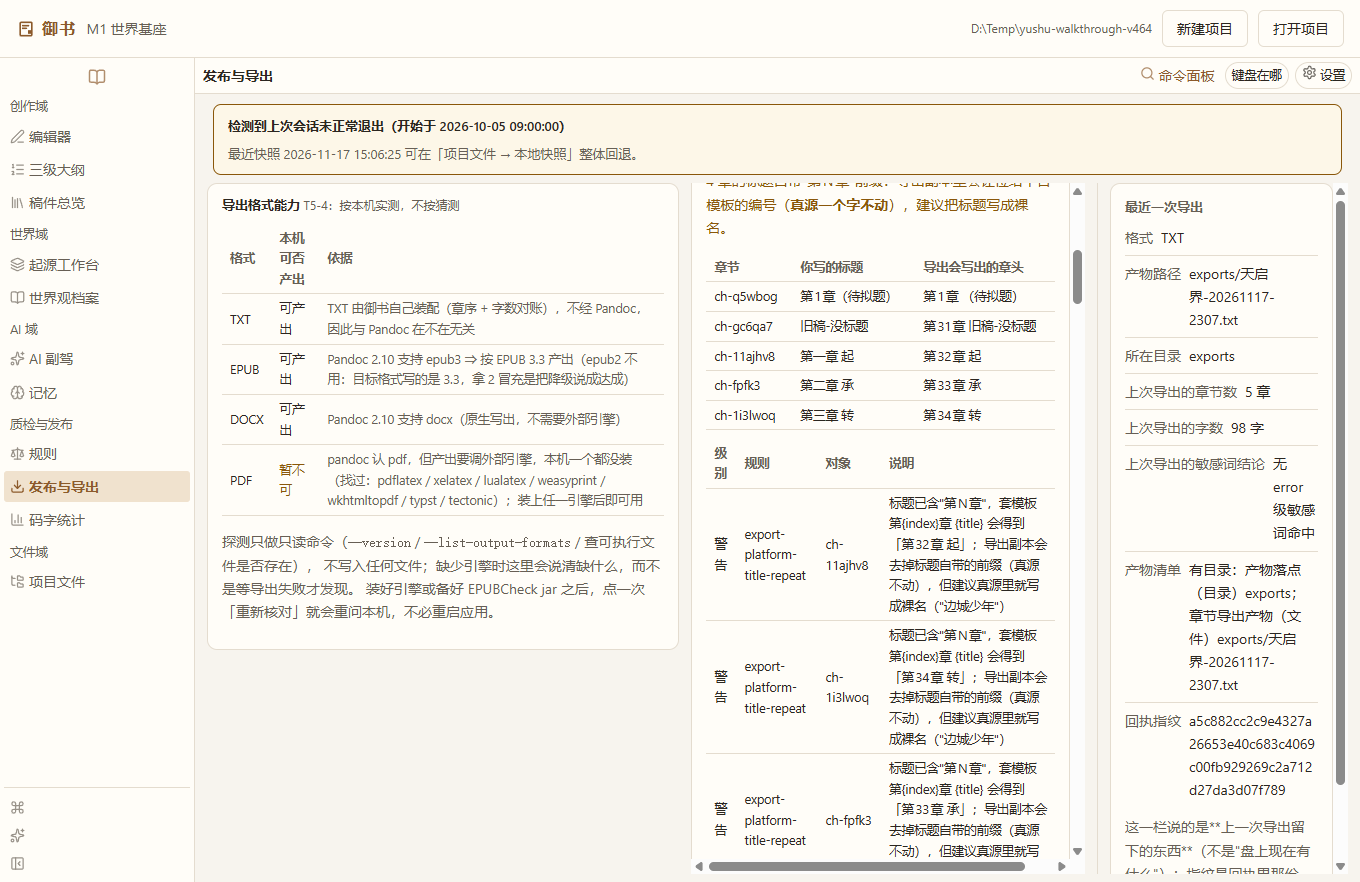 御书 M1 世界基座
D:\Temp\yushu-walkthrough-v464 新建项目 打开项目
创作域
编辑器
三级大纲
稿件总览
世界域
起源工作台
世界观档案
AI 域
AI 副驾
记忆
质检与发布
规则
发布与导出
码字统计
文件域
项目文件
发布与导出
命令面板 键盘在哪 设置
检测到上次会话未正常退出（开始于 2026-10-05 09:00:00）
最近快照 2026-11-17 15:06:25 可在「项目文件 → 本地快照」整体回退。
导出格式能力 T5-4：按本机实测，不按猜测
格式 本机可否产出 依据
TXT 可产出 TXT 由御书自己装配（章序 + 字数对账），不经 Pandoc，
因此与 Pandoc 在不在无关
EPUB 可产出 Pandoc 2.10 支持 epub3 ⇒ 按 EPUB 3.3 产出（epub2 不
用：目标格式写的是 3.3，拿 2 冒充是把降级说成达成）
DOCX 可产出 Pandoc 2.10 支持 docx（原生写出，不需要外部引擎）
PDF 暂不可 pandoc 认 pdf，但产出要调外部引擎，本机一个都没装
（找过：pdflatex / xelatex / lualatex / weasyprint /
wkhtmltopdf / typst / tectonic）；装上任一引擎后即可用
探测只做只读命令（—version / —list-output-formats / 查可执行文
件是否存在），不写入任何文件；缺少引擎时这里会说清缺什么，而不
是等导出失败才发现。 装好引擎或备好 EPUBCheck jar 之后，点一次
「重新核对」就会重问本机，不必重启应用。
4 章的标题自带"第 N 章"前缀：导出副本里会让位给平台
模板的编号（真源一个字不动），建议把标题写成裸
名。
章节 你写的标题 导出会写出的章头
ch-q5wbog 第1章（待拟题） 第1章 （待拟题）
ch-gc6qa7 旧稿-没标题 第31章 旧稿-没标题
ch-11ajhv8 第一章 起 第32章 起
ch-fpfk3 第二章 承 第33章 承
ch-1i3lwoq 第三章 转 第34章 转
级别 规则 对象 说明
警告 export-platform-title-repeat ch-11ajhv8 标题已含"第 N 章"，套模板
第{index}章 {title} 会得到
「第32章 起」；导出副本会
去掉标题自带的前缀（真源
不动），但建议真源里就写
成裸名（"边城少年"）
警告 export-platform-title-repeat ch-1i3lwoq 标题已含"第 N 章"，套模板
第{index}章 {title} 会得到
「第34章 转」；导出副本会
去掉标题自带的前缀（真源
不动），但建议真源里就写
成裸名（"边城少年"）
警告 export-platform-title-repeat ch-fpfk3 标题已含"第 N 章"，套模板
第{index}章 {title} 会得到
「第33章 承」；导出副本会
去掉标题自带的前缀（真源
不动），但建议真源里就写
最近一次导出
格式 TXT
产物路径 exports/天启
界-20261117-
2307.txt
所在目录 exports
上次导出的章节数 5 章
上次导出的字数 98 字
上次导出的敏感词结论 无
error
级敏感
词命中
产物清单 有目录：产物落点
（目录）exports；
章节导出产物（文
件）exports/天启
界-20261117-
2307.txt
回执指纹 a5c882cc2c9e4327a
26653e40c683c4069
c00fb929269c2a712
d27da3d07f789
这一栏说的是**上一次导出留
下的东西**（不是"盘上现在有
什么"）；指纹是回执里那份